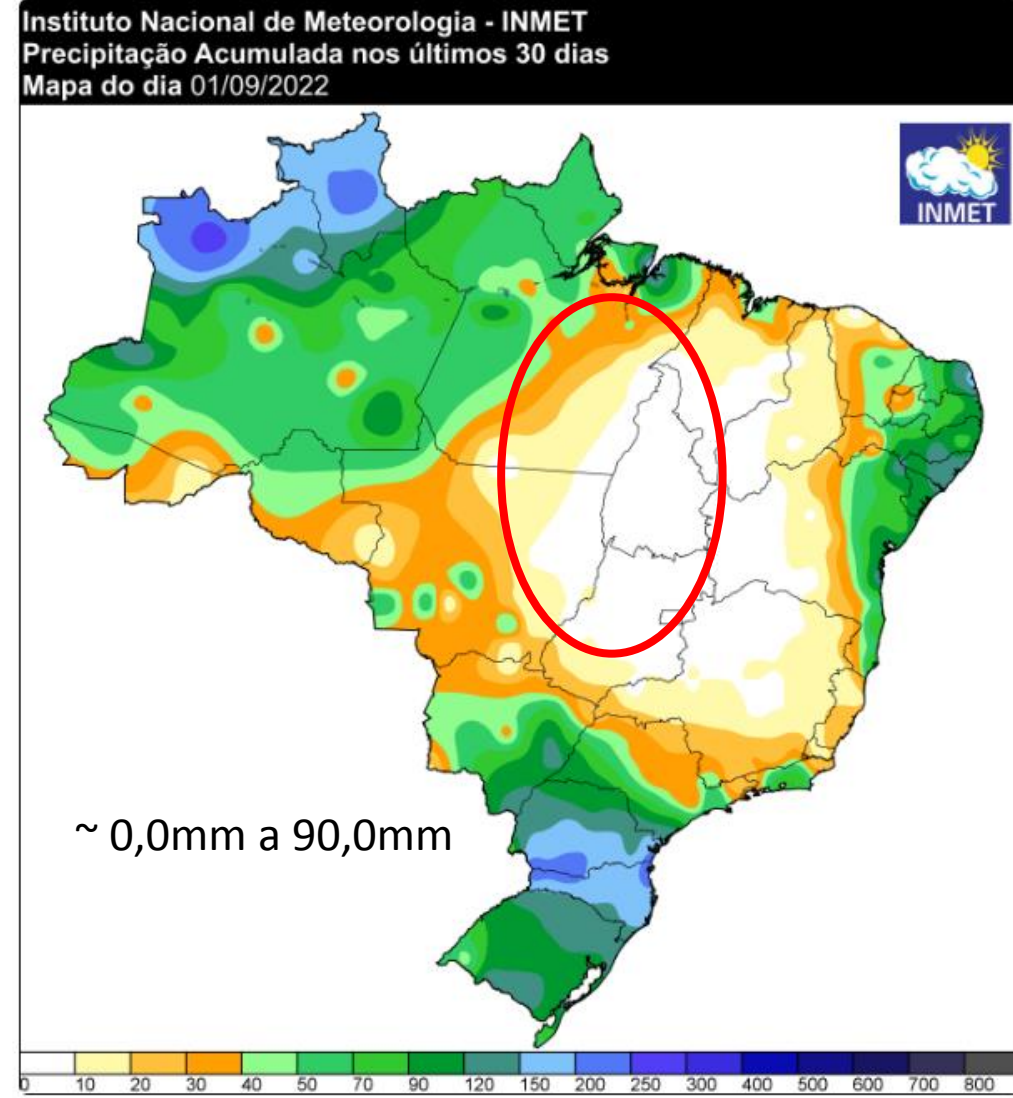 Instituto Nacional de Meteorologia - INMET
Precipitação Acumulada nos últimos 30 dias
Mapa do dia 01/09/2022
INMET
~ 0,0mm a 90,0mm
0 10 20 30 40 50 70 90 120 150 200 250 300 400 500 600 700 800